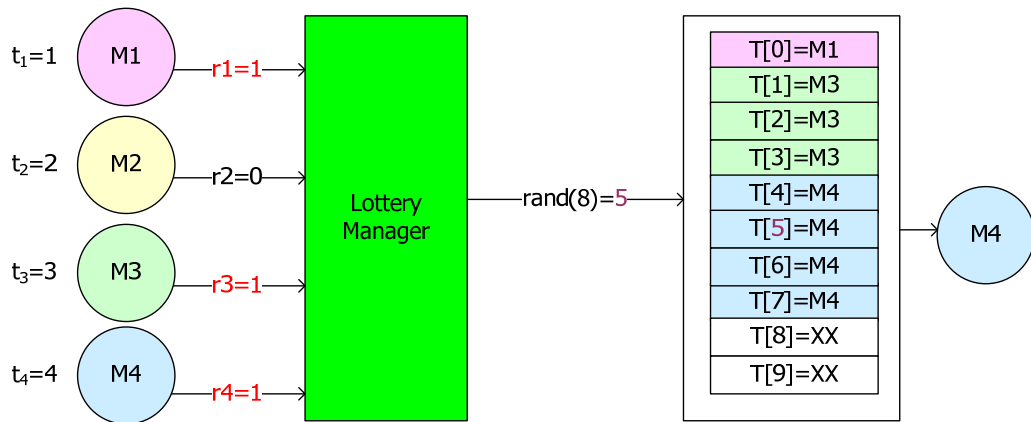 t1=1
M1
r1=1
t2=2
M2
r2=0
t3=3
M3
r3=1
t4=4
M4
r4=1
Lottery
Manager
rand(8)=5
T[0]=M1
T[1]=M3
T[2]=M3
T[3]=M3
T[4]=M4
T[5]=M4
T[6]=M4
T[7]=M4
T[8]=XX
T[9]=XX
M4